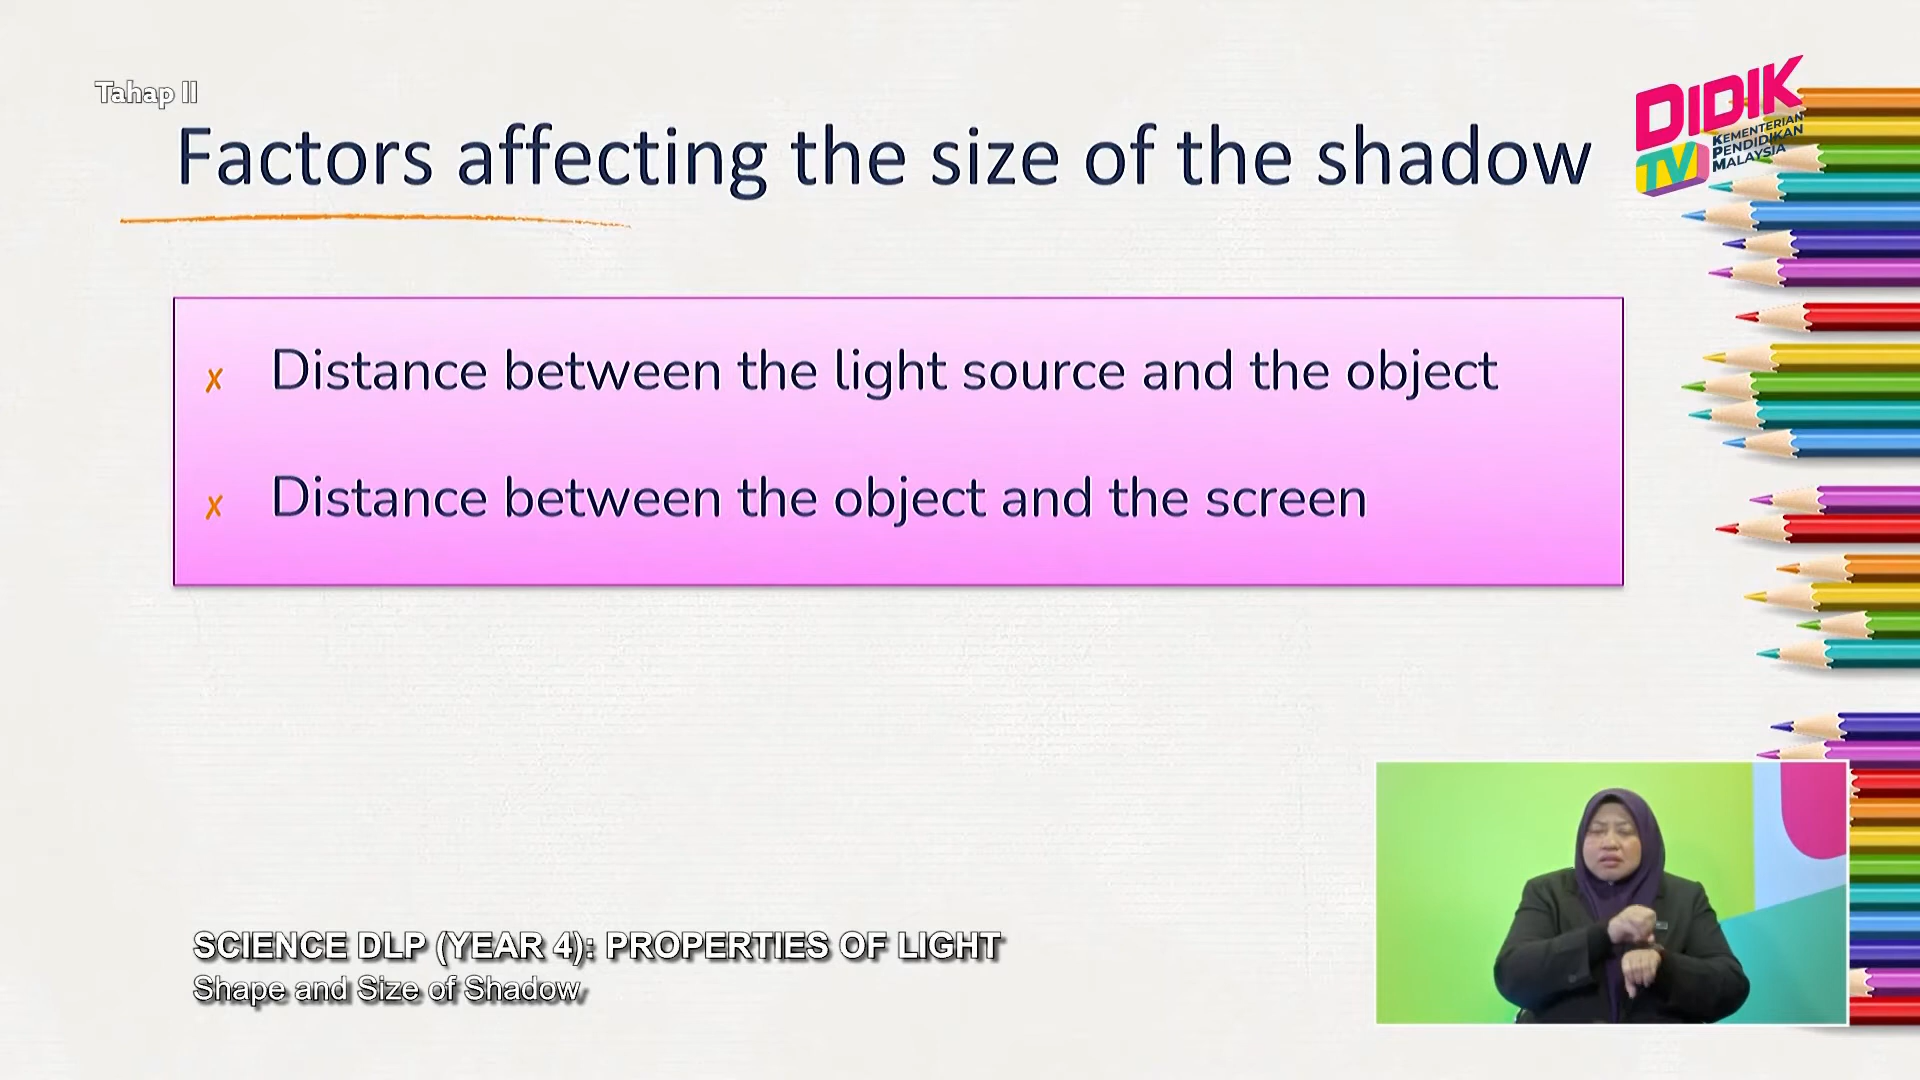 Tahap II
DIDIK
TV
KEMENTERIAN
PENDIDIKAN
MALAYSIA
Factors affecting the size of the shadow
✗ Distance between the light source and the object
✗ Distance between the object and the screen
SCIENCE DLP (YEAR 4): PROPERTIES OF LIGHT
Shape and Size of Shadow